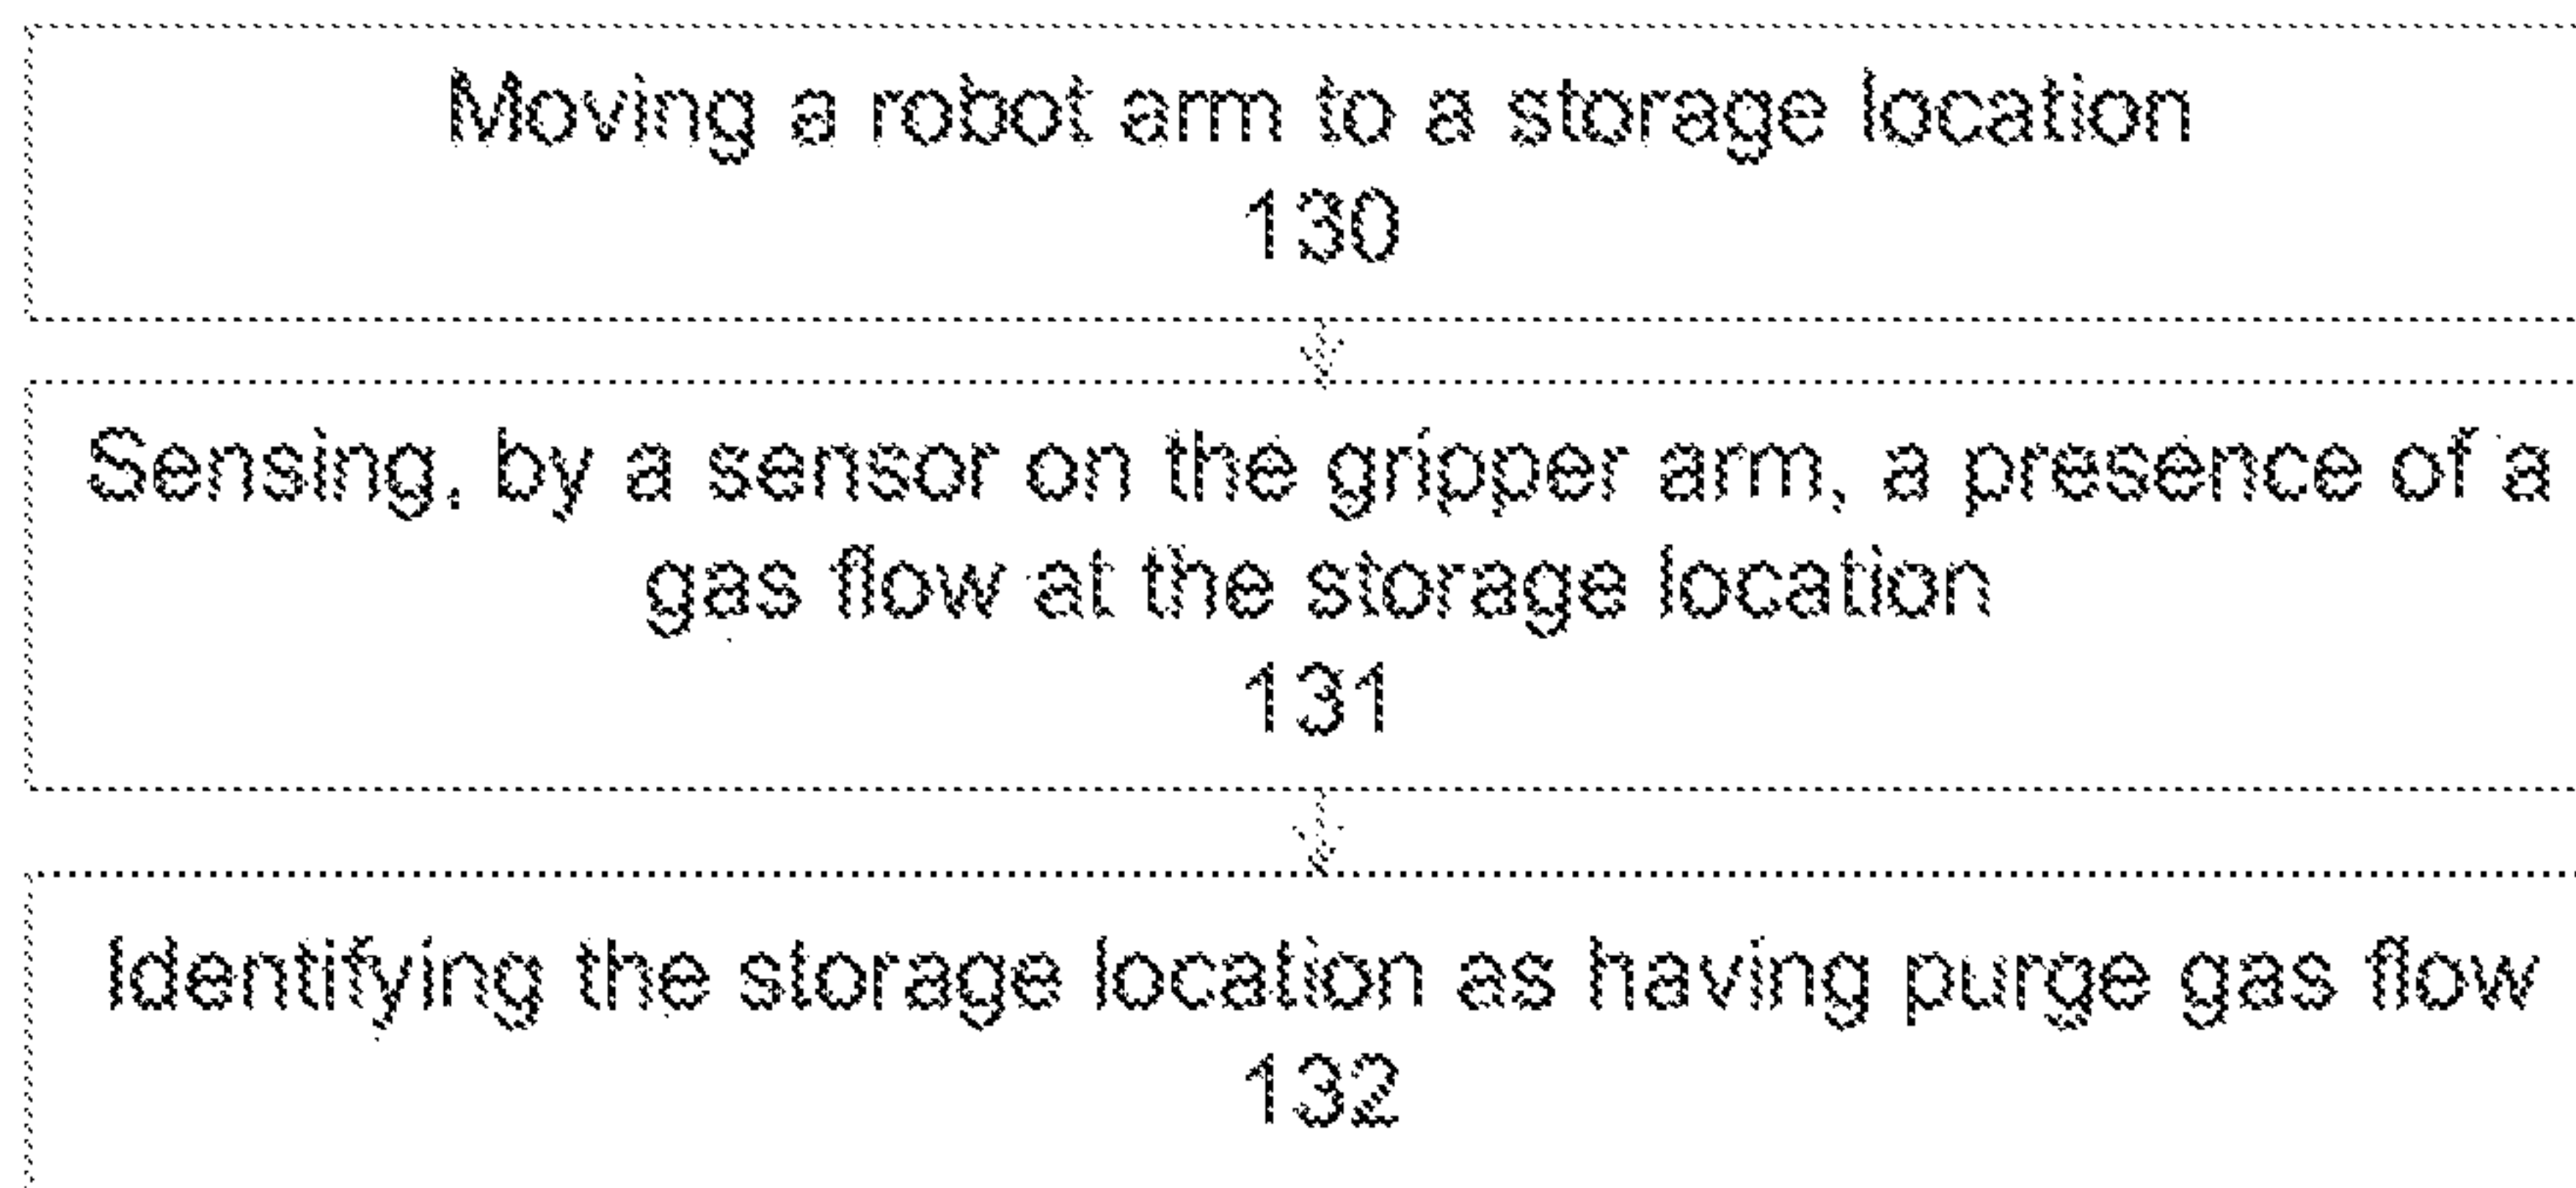 Moving a robot arm to a storage location
130
Sensing, by a sensor on the gripper arm, a presence of a
gas flow at the storage location
131
Identifying the storage location as having purge gas flow
132